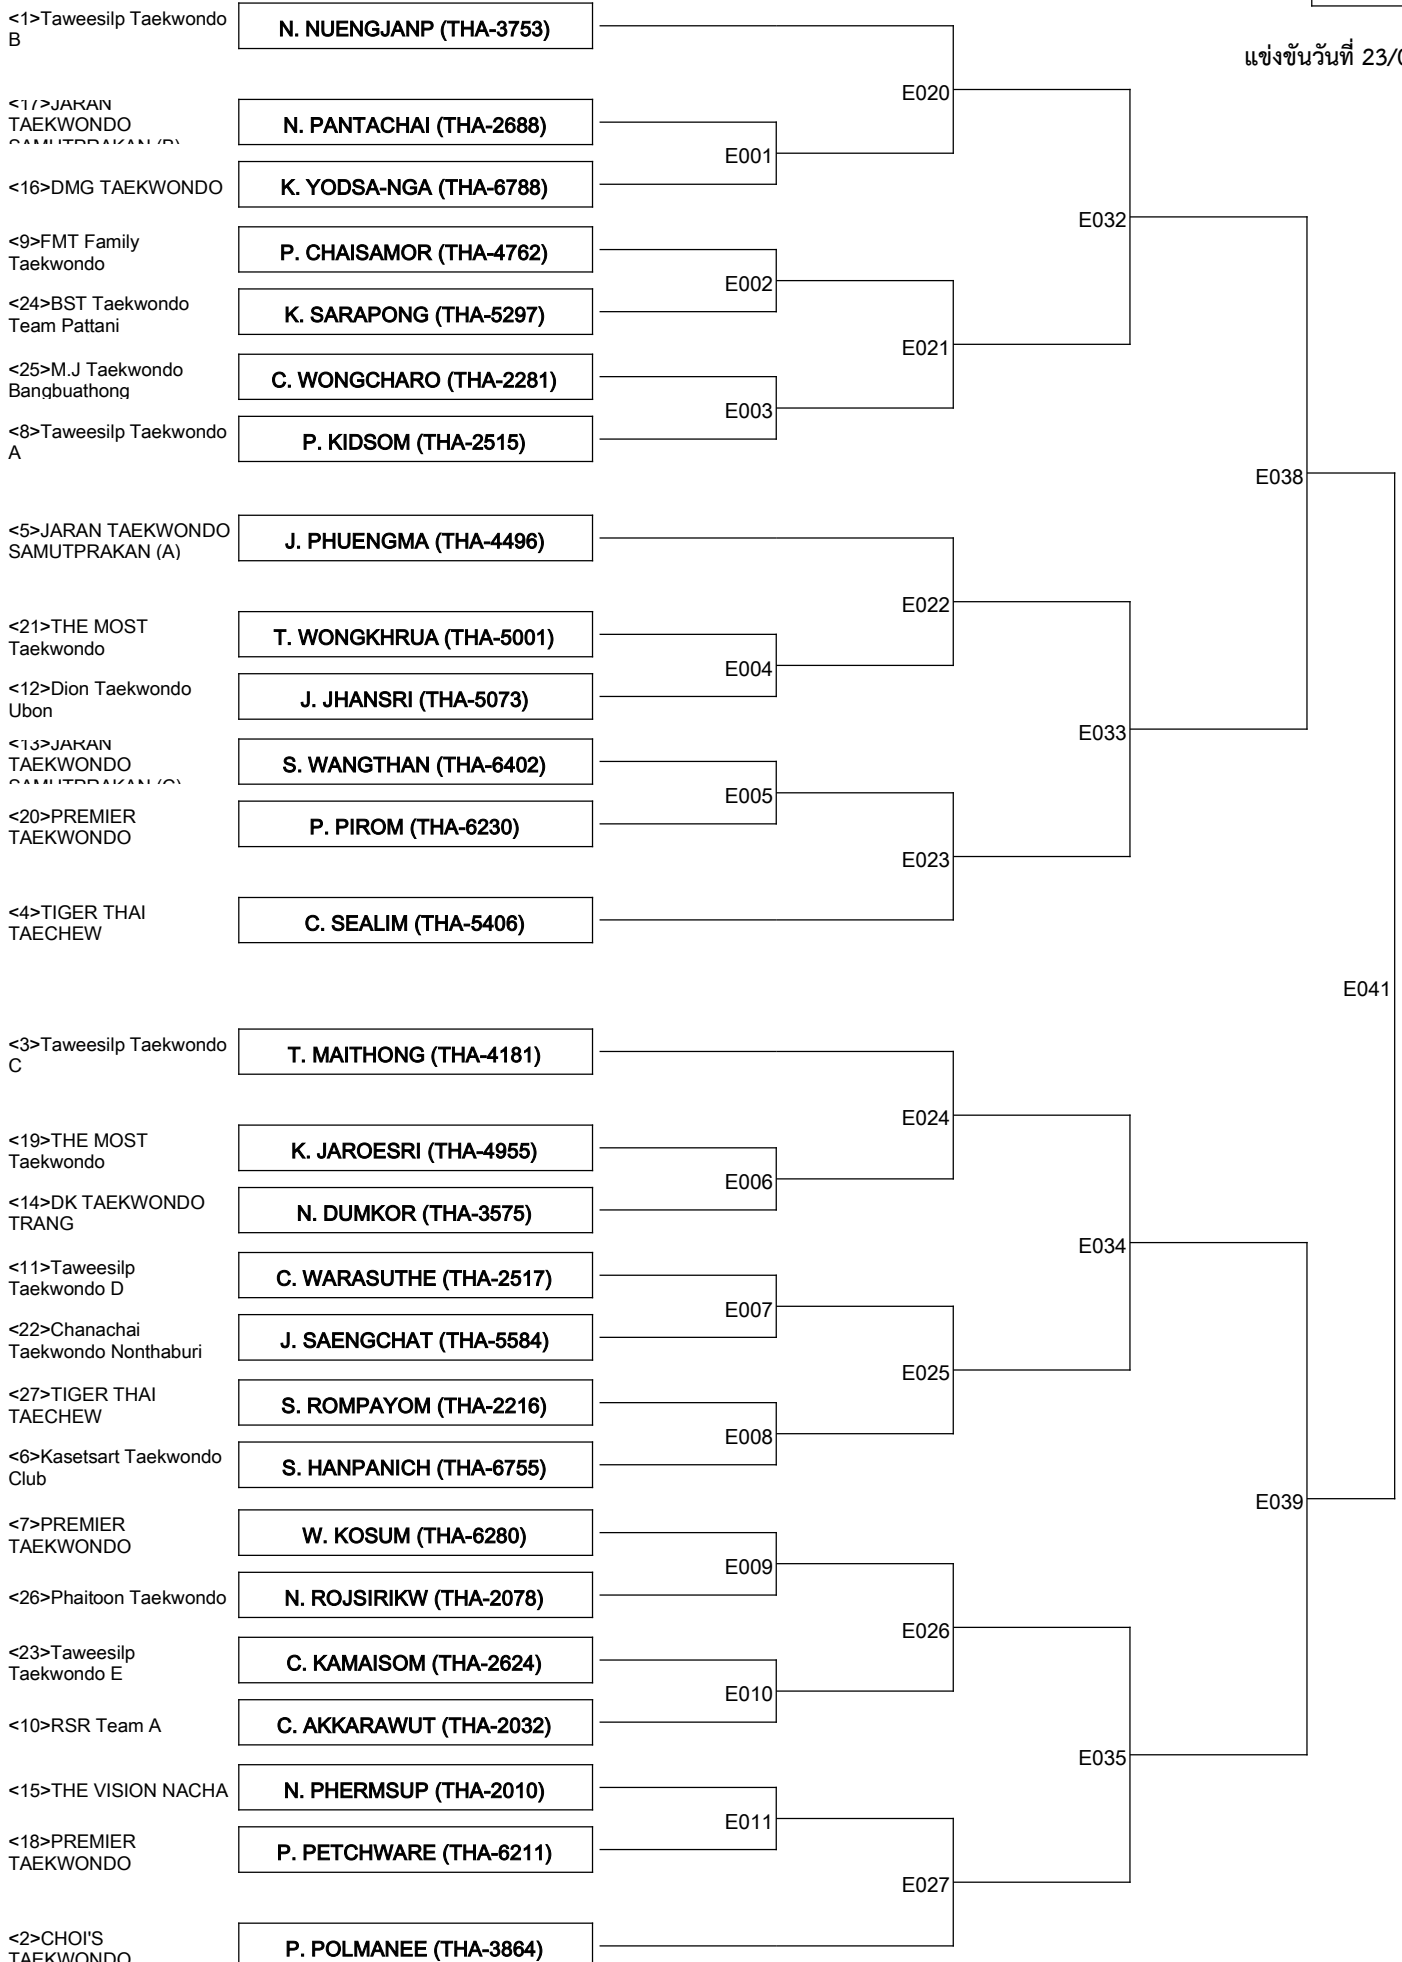 <1>Taweesilp Taekwondo
B
N. NUENGJANP (THA-3753)
แข่งขันวันที่ 23/0
E020
<17>JARAN
TAEKWONDO
SAMUTPRAKAN (B)
N. PANTACHAI (THA-2688)
E001
<16>DMG TAEKWONDO
K. YODSA-NGA (THA-6788)
E032
<9>FMT Family
Taekwondo
P. CHAISAMOR (THA-4762)
E002
<24>BST Taekwondo
Team Pattani
K. SARAPONG (THA-5297)
E021
<25>M.J Taekwondo
Bangbuathong
C. WONGCHARO (THA-2281)
E003
<8>Taweesilp Taekwondo
A
P. KIDSOM (THA-2515)
E038
<5>JARAN TAEKWONDO
SAMUTPRAKAN (A)
J. PHUENGMA (THA-4496)
E022
<21>THE MOST
Taekwondo
T. WONGKHRUA (THA-5001)
E004
<12>Dion Taekwondo
Ubon
J. JHANSRI (THA-5073)
E033
<13>JARAN
TAEKWONDO
SAMUTPRAKAN (C)
S. WANGTHAN (THA-6402)
E005
<20>PREMIER
TAEKWONDO
P. PIROM (THA-6230)
E023
<4>TIGER THAI
TAECHEW
C. SEALIM (THA-5406)
E041
<3>Taweesilp Taekwondo
C
T. MAITHONG (THA-4181)
E024
<19>THE MOST
Taekwondo
K. JAROESRI (THA-4955)
E006
<14>DK TAEKWONDO
TRANG
N. DUMKOR (THA-3575)
E034
<11>Taweesilp
Taekwondo D
C. WARASUTHE (THA-2517)
E007
<22>Chanachai
Taekwondo Nonthaburi
J. SAENGCHAT (THA-5584)
E025
<27>TIGER THAI
TAECHEW
S. ROMPAYOM (THA-2216)
E008
<6>Kasetsart Taekwondo
Club
S. HANPANICH (THA-6755)
E039
<7>PREMIER
TAEKWONDO
W. KOSUM (THA-6280)
E009
<26>Phaitoon Taekwondo
N. ROJSIRIKW (THA-2078)
E026
<23>Taweesilp
Taekwondo E
C. KAMAISOM (THA-2624)
E010
<10>RSR Team A
C. AKKARAWUT (THA-2032)
E035
<15>THE VISION NACHA
N. PHERMSUP (THA-2010)
E011
<18>PREMIER
TAEKWONDO
P. PETCHWARE (THA-6211)
E027
<2>CHOI'S
TAEKWONDO
P. POLMANEE (THA-3864)